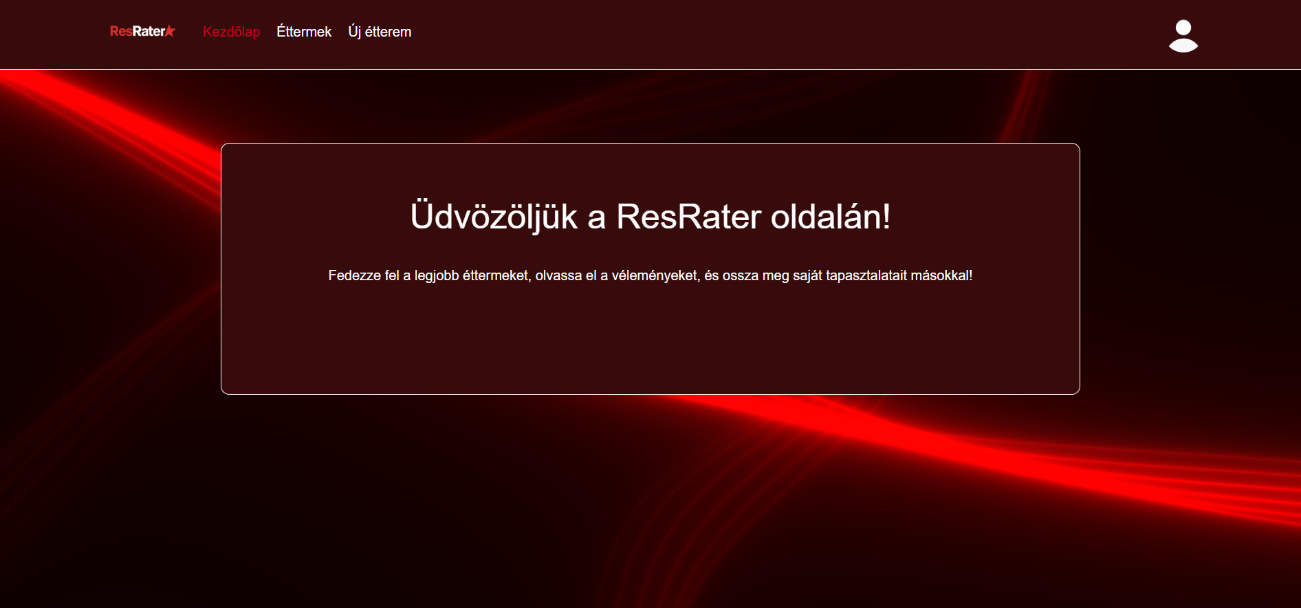 ResRater
Kezdőlap Éttermek Új étterem
Üdvözöljük a ResRater oldalán!
Fedezze fel a legjobb éttermeket, olvassa el a véleményeket, és ossza meg saját tapasztalatait másokkal!